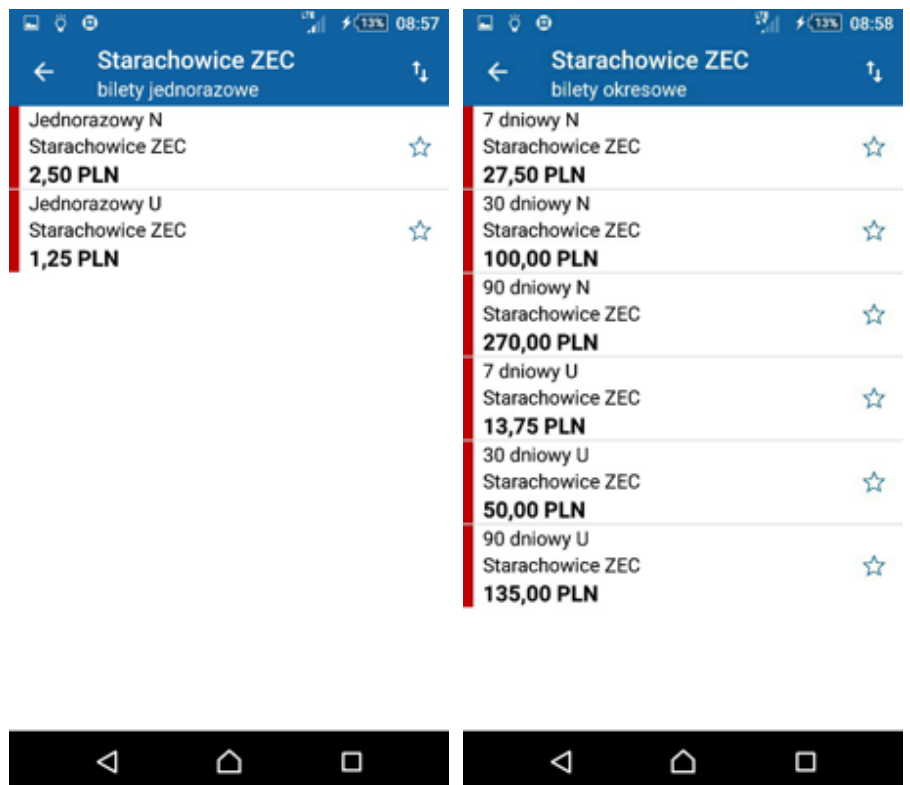 13% 08:57
Starachowice ZEC
bilety jednorazowe
Jednorazowy N
Starachowice ZEC
2,50 PLN
Jednorazowy U
Starachowice ZEC
1,25 PLN
13% 08:58
Starachowice ZEC
bilety okresowe
7 dniowy N
Starachowice ZEC
27,50 PLN
30 dniowy N
Starachowice ZEC
100,00 PLN
90 dniowy N
Starachowice ZEC
270,00 PLN
7 dniowy U
Starachowice ZEC
13,75 PLN
30 dniowy U
Starachowice ZEC
50,00 PLN
90 dniowy U
Starachowice ZEC
135,00 PLN